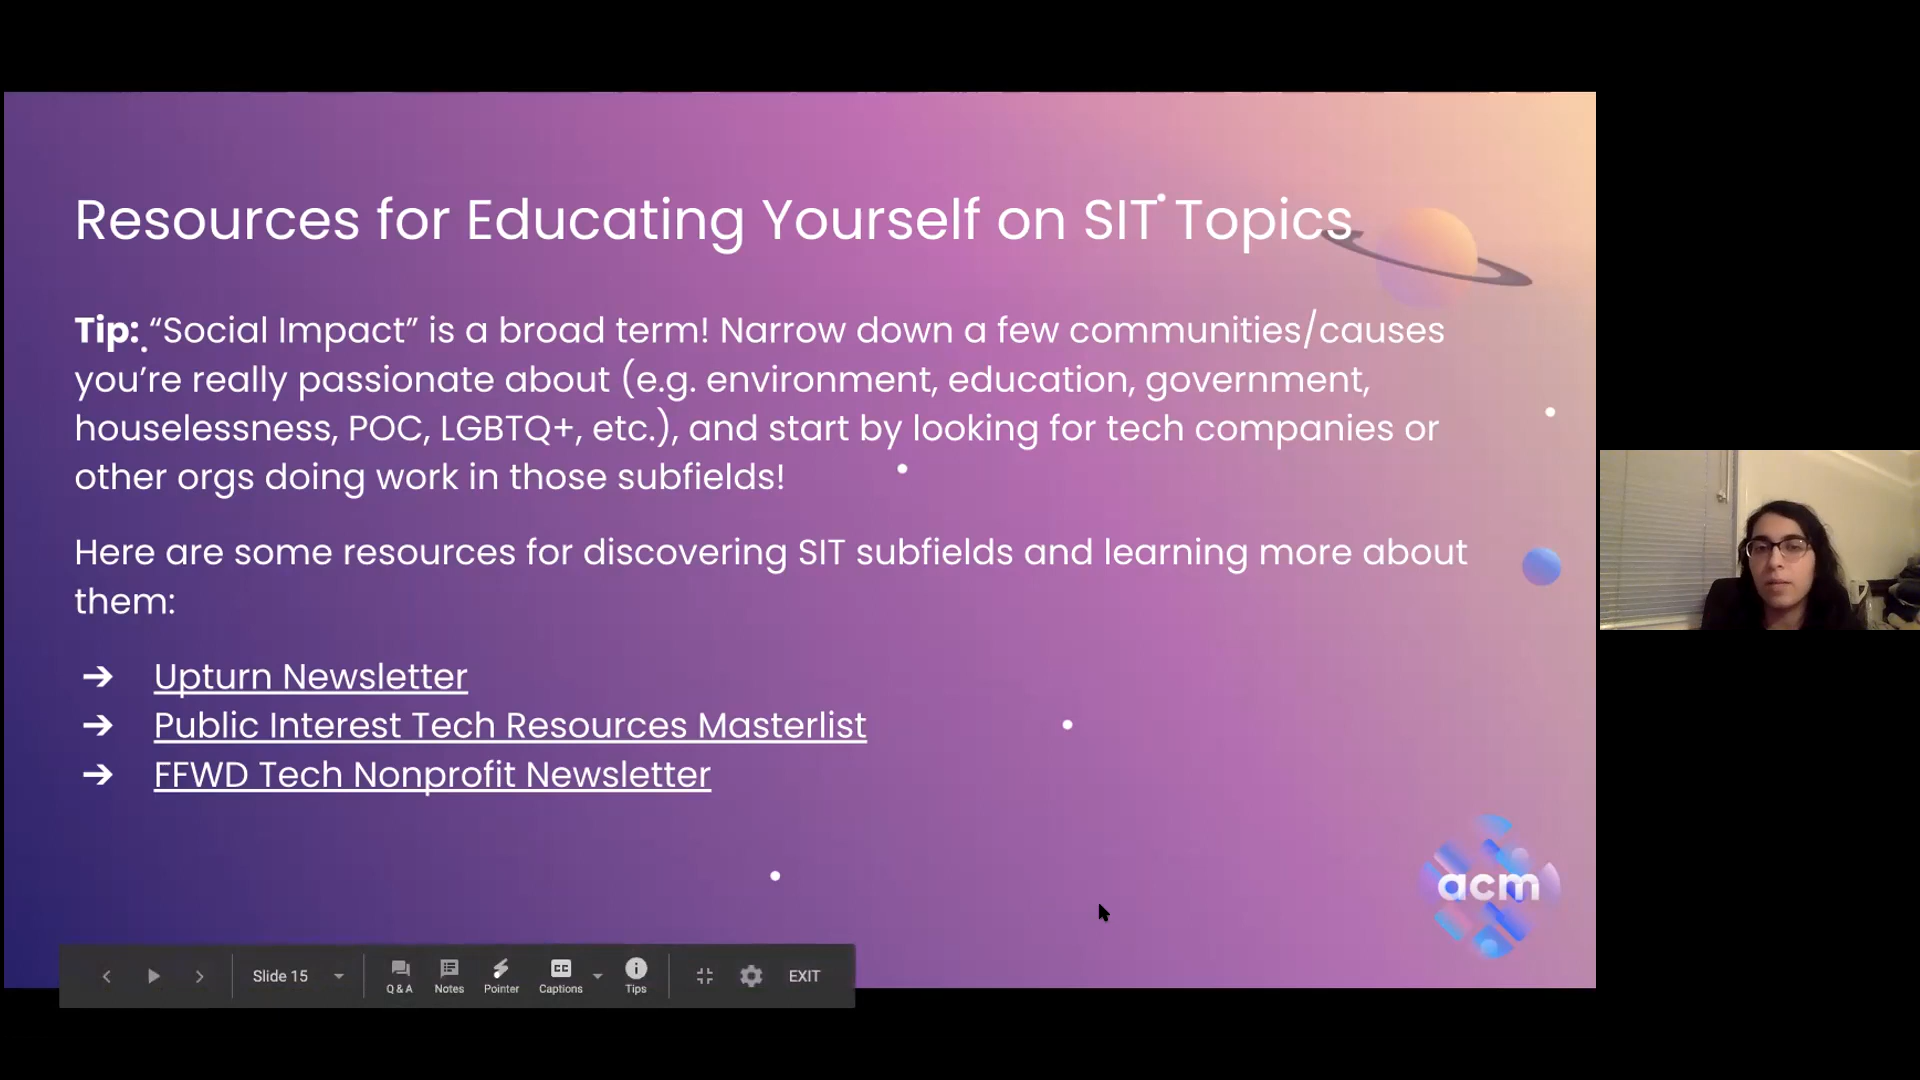 Resources for Educating Yourself on SIT Topics
Tip: “Social Impact” is a broad term! Narrow down a few communities/causes
you’re really passionate about (e.g. environment, education, government,
houselessness, POC, LGBTQ+, etc.), and start by looking for tech companies or
other orgs doing work in those subfields!
Here are some resources for discovering SIT subfields and learning more about
them:
➔ Upturn Newsletter
➔ Public Interest Tech Resources Masterlist
➔ FFWD Tech Nonprofit Newsletter
acm
Slide 15
Q & A
Notes
Pointer
CC
Captions
Tips
EXIT